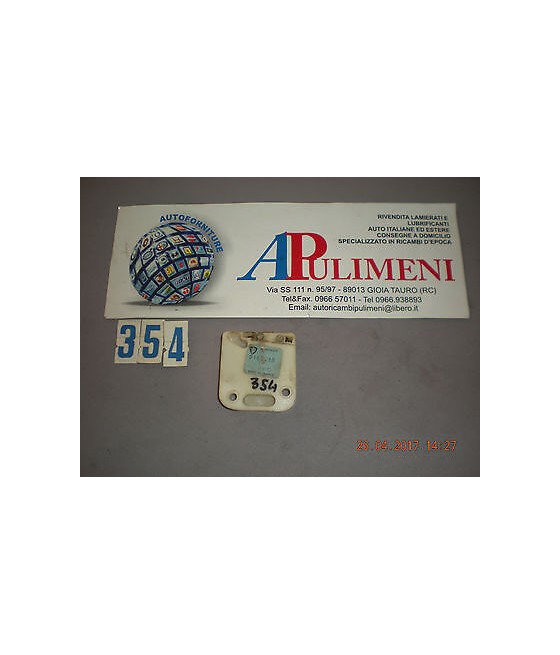 AUTOFORNITURE
RIVENDITA LAMIERATI E
LUBRIFICANTI
AUTO ITALIANE ED ESTERE
CONSEGNE A DOMICILIO
SPECIALIZZATO IN RICAMBI D'EPOCA
APULIMENI
Via SS 111 n. 95/97 - 89013 GIOIA TAURO (RC)
Tel&Fax. 0966 57011 - Tel 0966.938893
Email: autoricambipulimeni@libero.it
354
354
26.04.2017 14:27